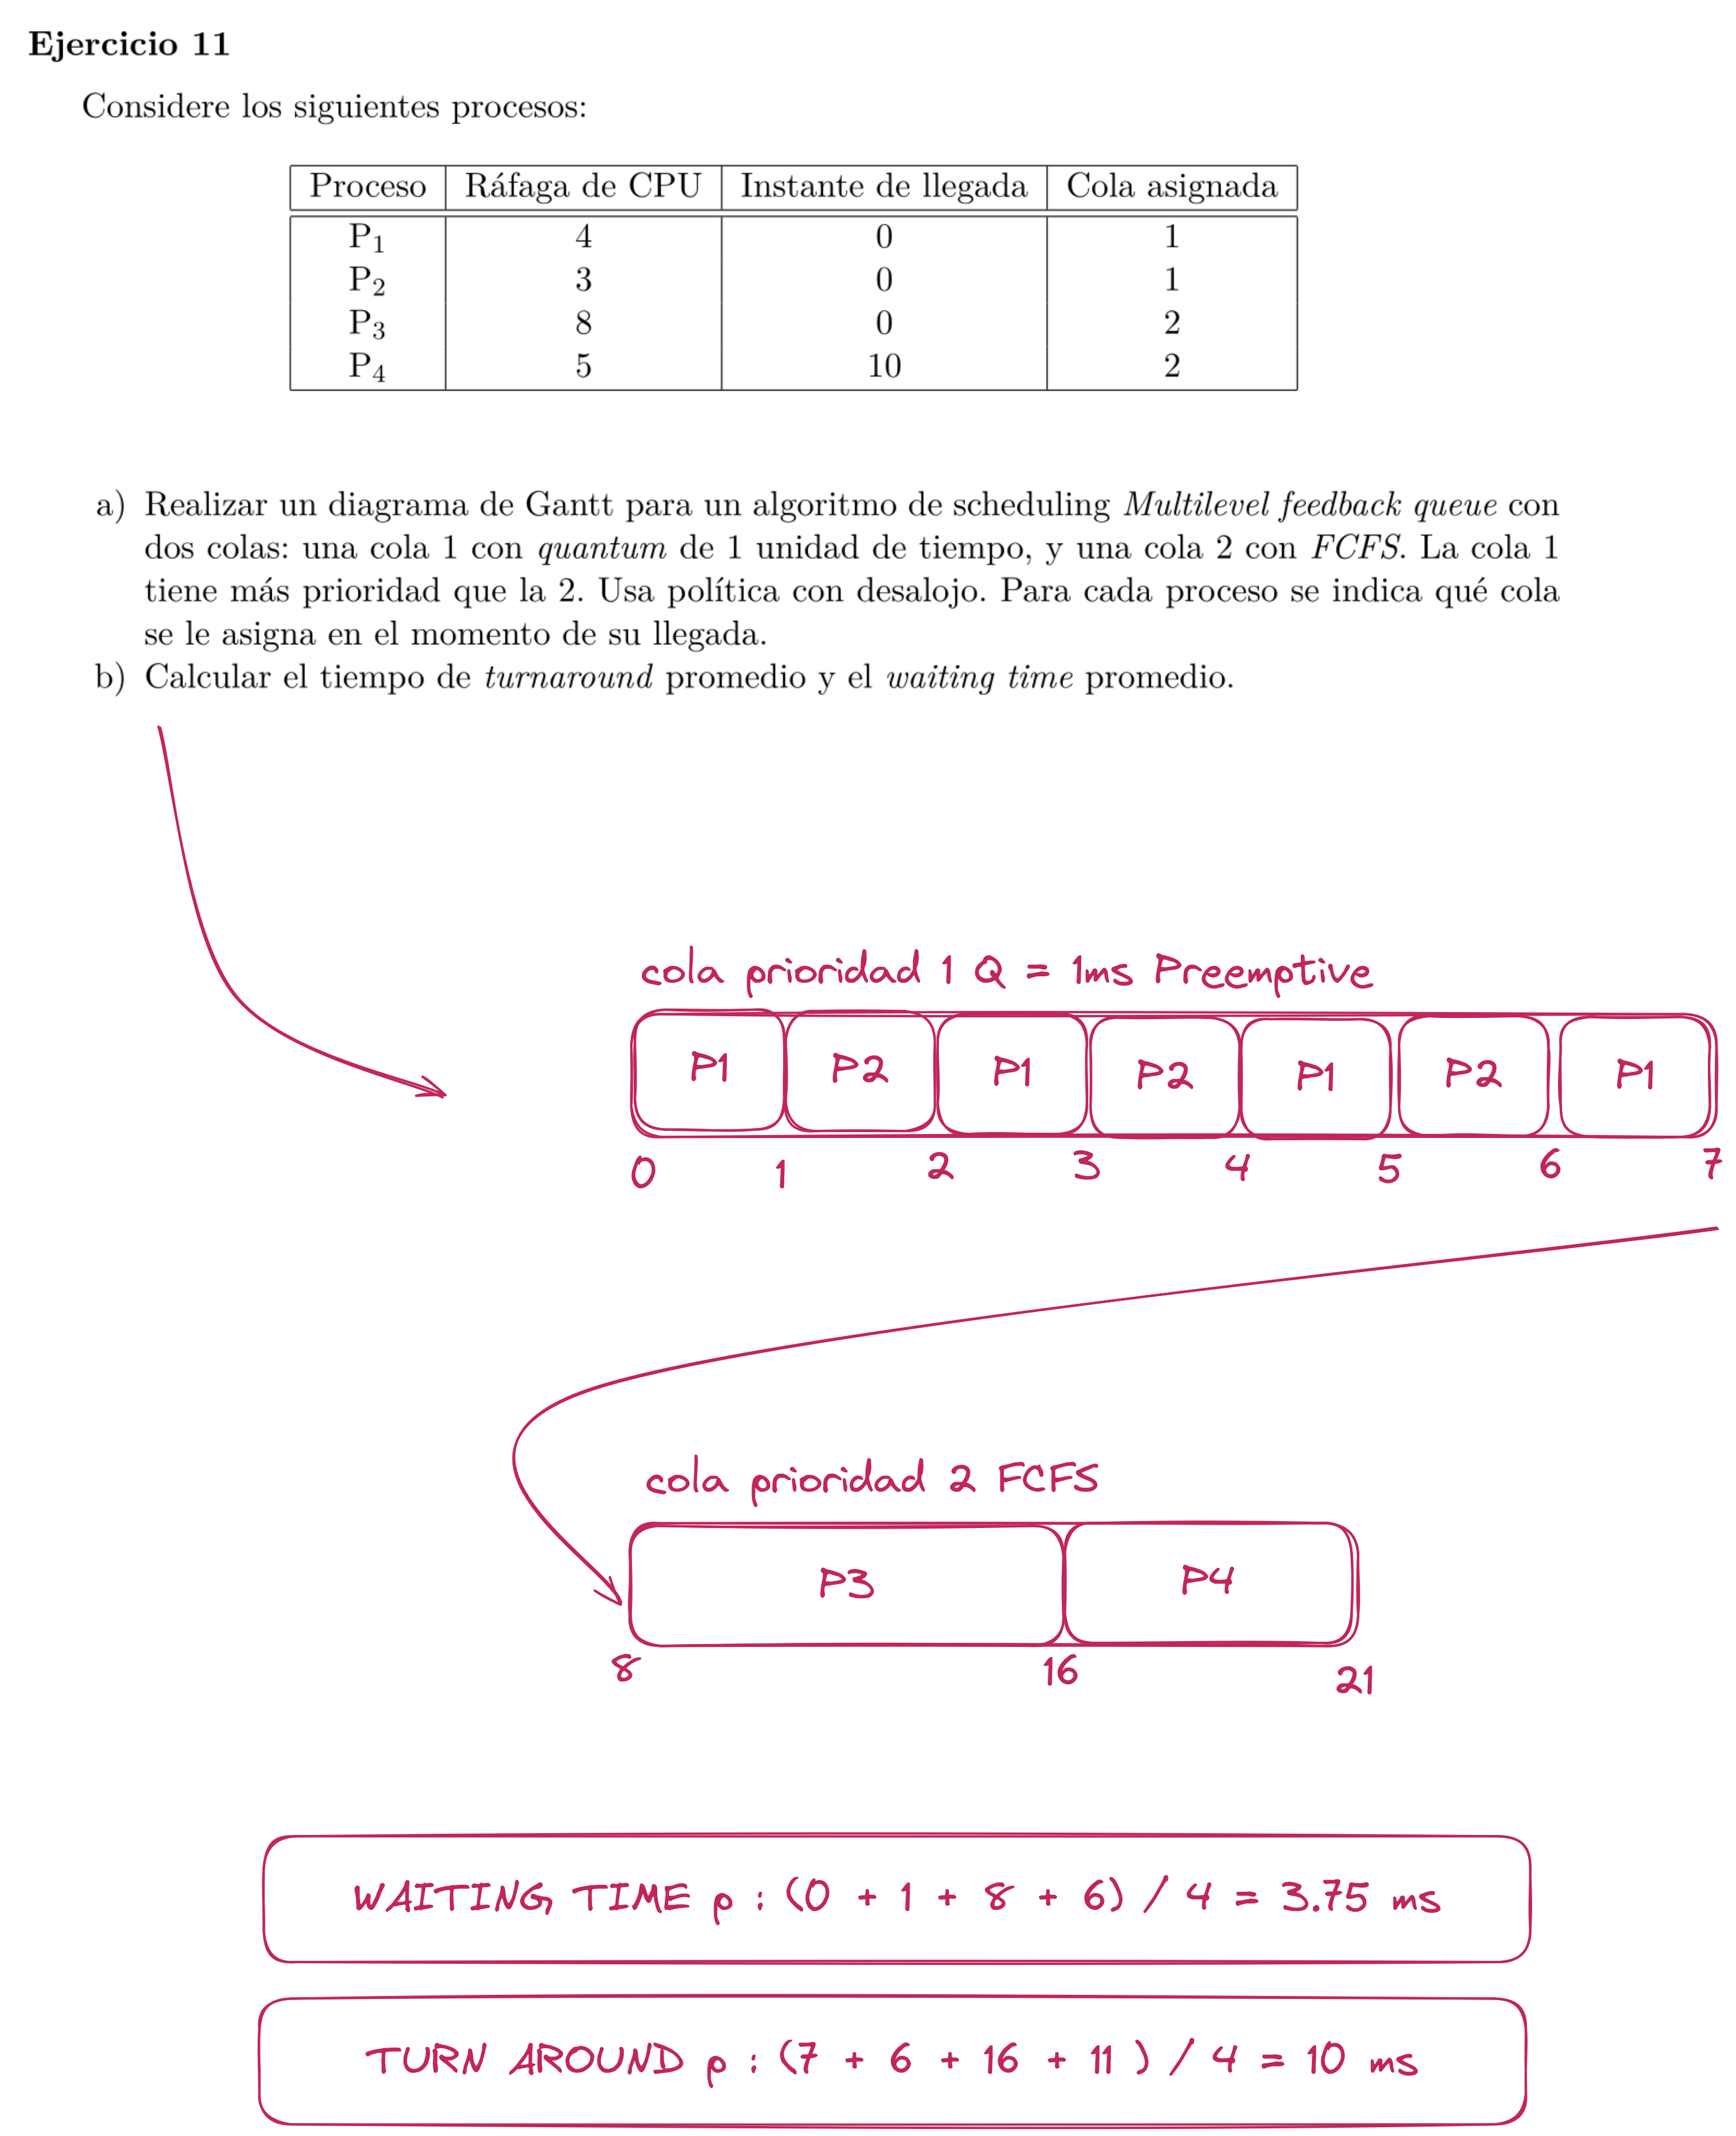 Ejercicio 11
Considere los siguientes procesos:
Proceso Ráfaga de CPU Instante de llegada Cola asignada
P1 4 0 1
P2 3 0 1
P3 8 0 2
P4 5 10 2
a) Realizar un diagrama de Gantt para un algoritmo de scheduling Multilevel feedback queue con
dos colas: una cola 1 con quantum de 1 unidad de tiempo, y una cola 2 con FCFS. La cola 1
tiene más prioridad que la 2. Usa política con desalojo. Para cada proceso se indica qué cola
se le asigna en el momento de su llegada.
b) Calcular el tiempo de turnaround promedio y el waiting time promedio.
cola prioridad 1 Q = 1ms Preemptive
P1 P2 P1 P2 P1 P2 P1
0 1 2 3 4 5 6 7
cola prioridad 2 FCFS
P3 P4
8 16 21
WAITING TIME p : (0 + 1 + 8 + 6) / 4 = 3.75 ms
TURN AROUND p : (7 + 6 + 16 + 11 ) / 4 = 10 ms